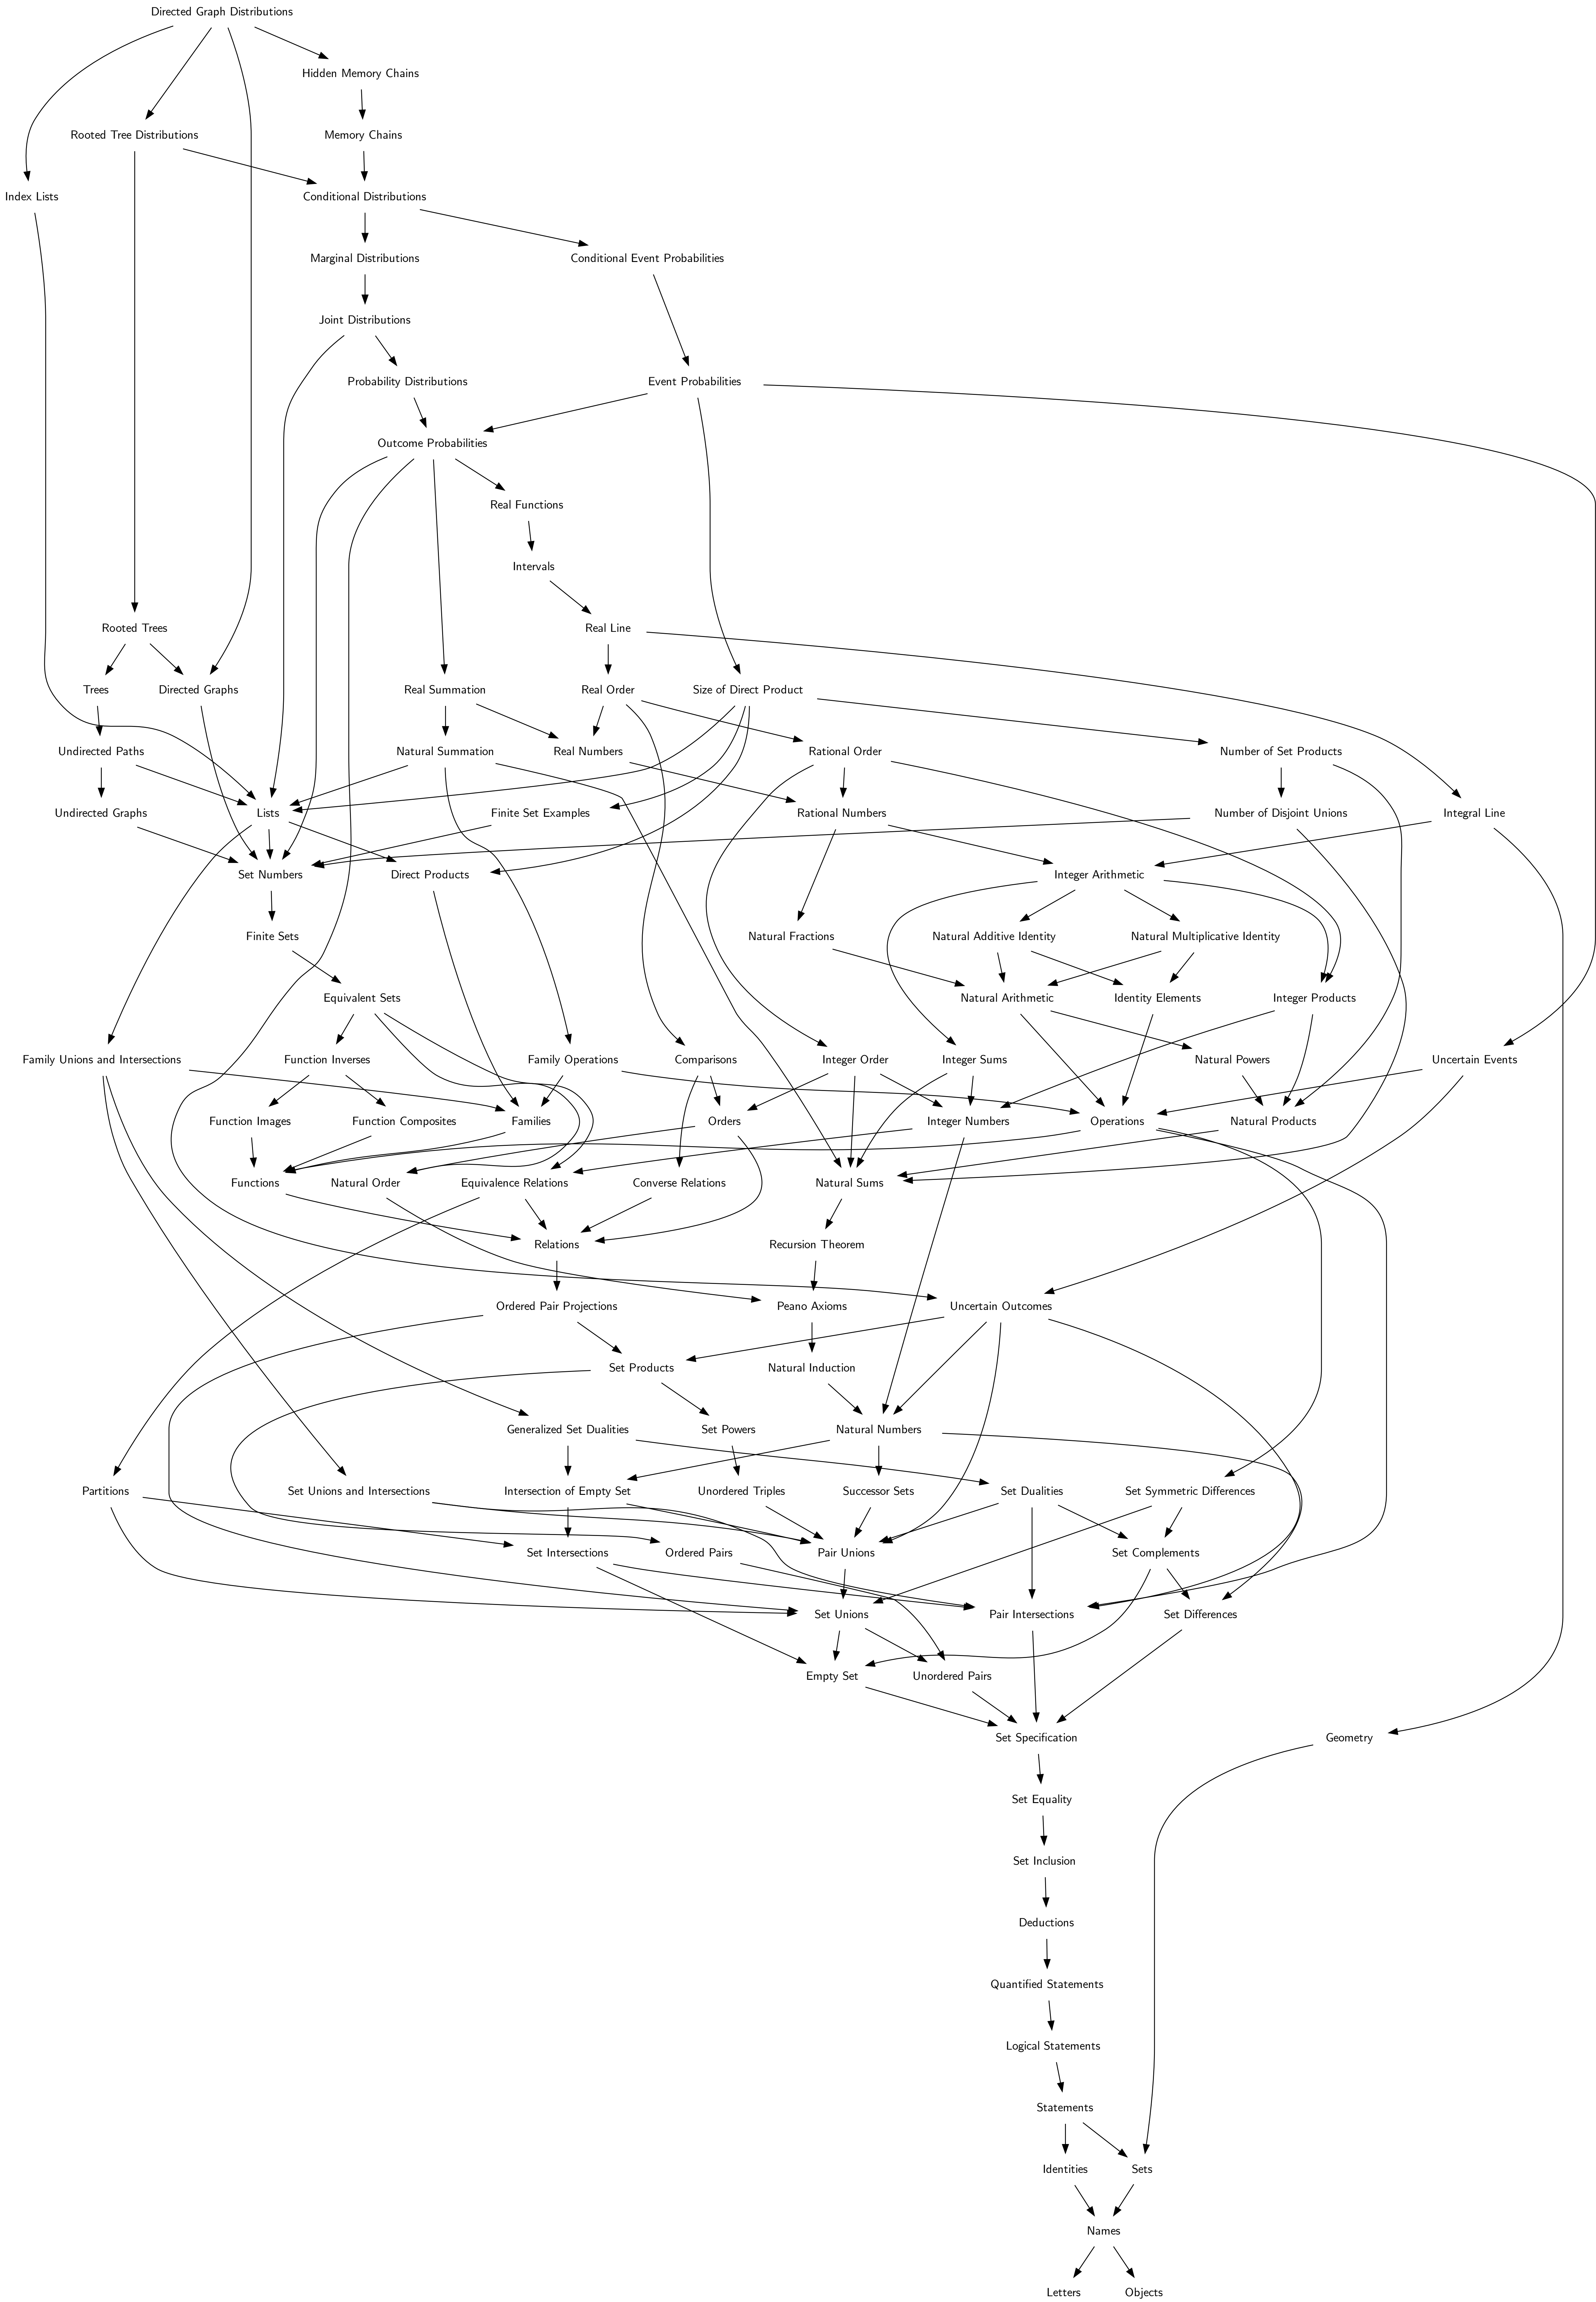 Directed Graph Distributions
Hidden Memory Chains
Rooted Tree Distributions
Memory Chains
Index Lists
Conditional Distributions
Marginal Distributions
Conditional Event Probabilities
Joint Distributions
Probability Distributions
Event Probabilities
Outcome Probabilities
Real Functions
Intervals
Rooted Trees
Real Line
Trees
Directed Graphs
Real Summation
Real Order
Size of Direct Product
Undirected Paths
Natural Summation
Real Numbers
Rational Order
Number of Set Products
Undirected Graphs
Lists
Finite Set Examples
Rational Numbers
Number of Disjoint Unions
Integral Line
Set Numbers
Direct Products
Integer Arithmetic
Finite Sets
Natural Fractions
Natural Additive Identity
Natural Multiplicative Identity
Equivalent Sets
Natural Arithmetic
Identity Elements
Integer Products
Family Unions and Intersections
Function Inverses
Family Operations
Comparisons
Integer Order
Integer Sums
Natural Powers
Uncertain Events
Function Images
Function Composites
Families
Orders
Integer Numbers
Operations
Natural Products
Functions
Natural Order
Equivalence Relations
Converse Relations
Natural Sums
Relations
Recursion Theorem
Ordered Pair Projections
Peano Axioms
Uncertain Outcomes
Set Products
Natural Induction
Generalized Set Dualities
Set Powers
Natural Numbers
Partitions
Set Unions and Intersections
Intersection of Empty Set
Unordered Triples
Successor Sets
Set Dualities
Set Symmetric Differences
Set Intersections
Ordered Pairs
Pair Unions
Set Complements
Set Unions
Pair Intersections
Set Differences
Empty Set
Unordered Pairs
Set Specification
Geometry
Set Equality
Set Inclusion
Deductions
Quantified Statements
Logical Statements
Statements
Identities
Sets
Names
Letters
Objects